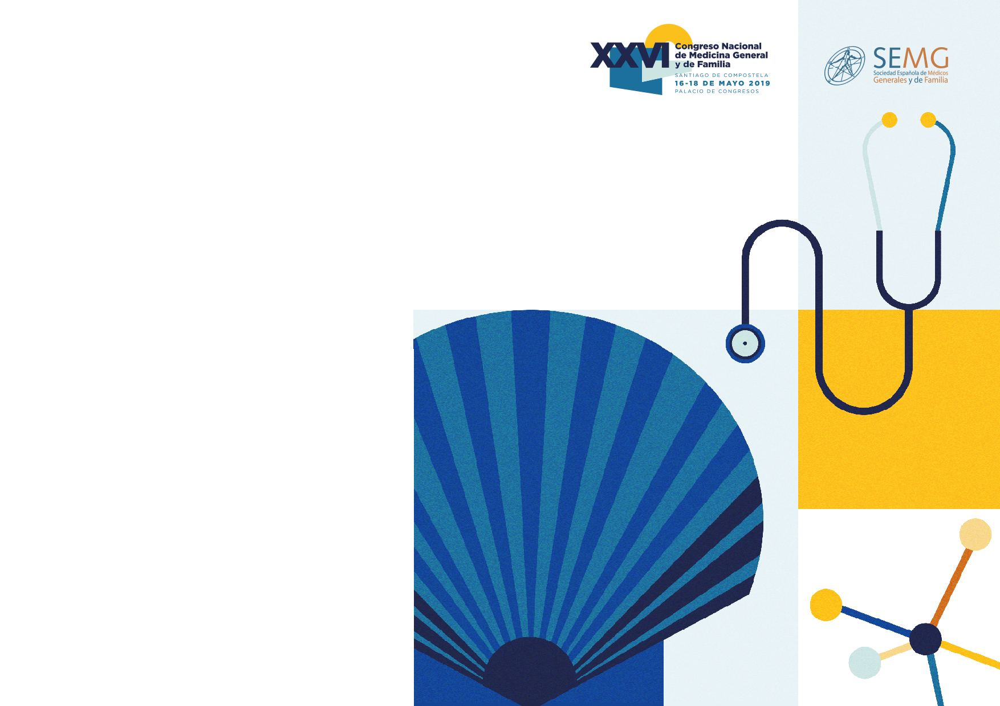 XXVI
Congreso Nacional
de Medicina General
y de Familia
SANTIAGO DE COMPOSTELA
16-18 DE MAYO 2019
PALACIO DE CONGRESOS
SEMG
Sociedad Española de Médicos
Generales y de Familia